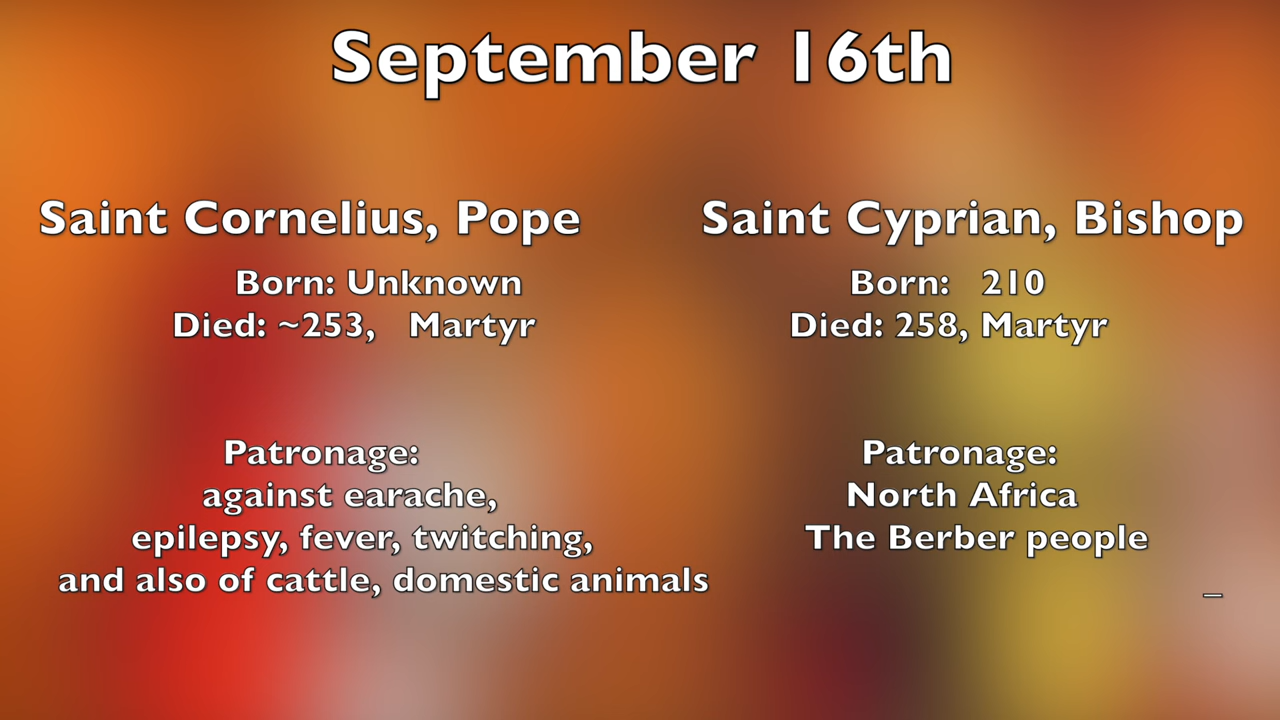 September 16th
Saint Cornelius, Pope
Born: Unknown
Died: ~253, Martyr
Patronage:
against earache,
epilepsy, fever, twitching,
and also of cattle, domestic animals
Saint Cyprian, Bishop
Born: 210
Died: 258, Martyr
Patronage:
North Africa
The Berber people
_